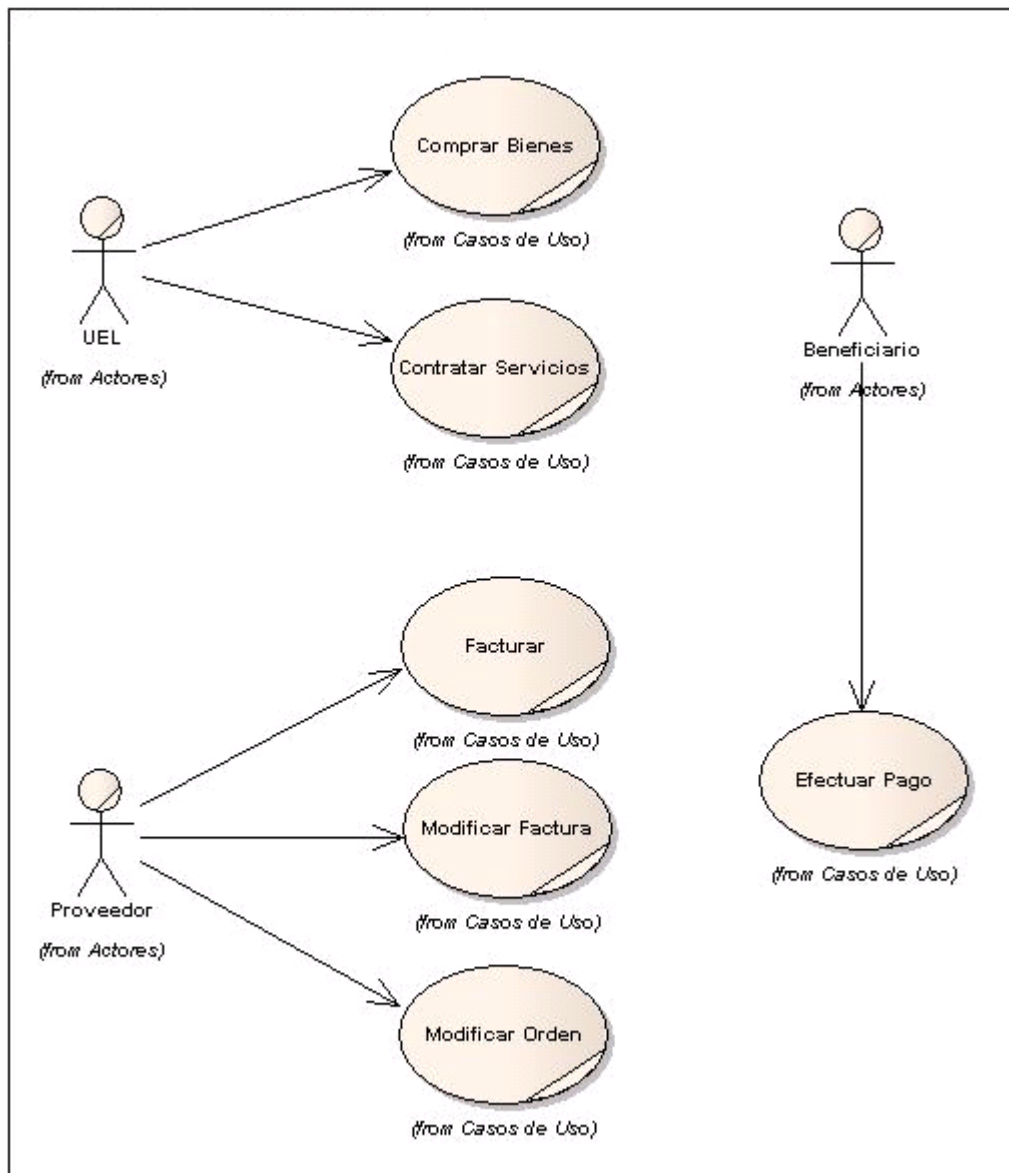 Comprar Bienes
(from Casos de Uso)
UEL
(from Actores)
Contratar Servicios
(from Casos de Uso)
Beneficiario
(from Actores)
Facturar
(from Casos de Uso)
Modificar Factura
(from Casos de Uso)
Proveedor
(from Actores)
Modificar Orden
(from Casos de Uso)
Efectuar Pago
(from Casos de Uso)